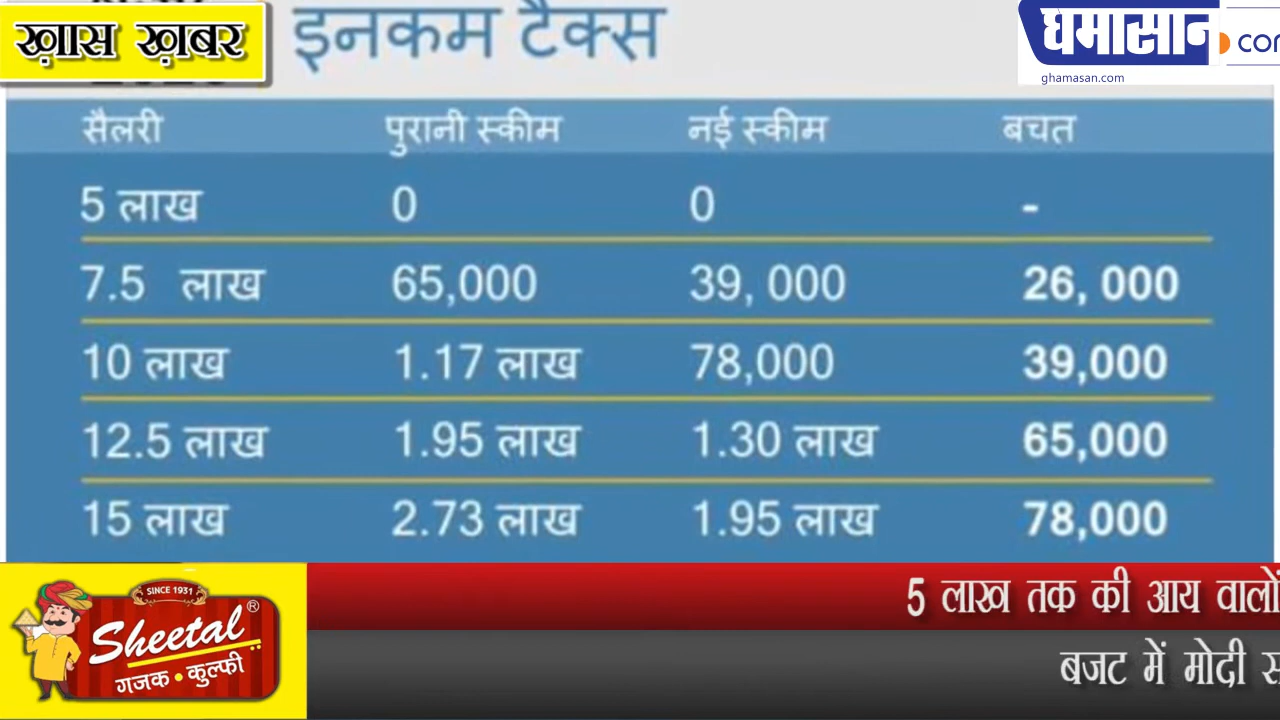 ख़ास ख़बर
इनकम टैक्स
घमासान
ghamasan.com
सैलरी पुरानी स्कीम नई स्कीम बचत
5 लाख 0 0 -
7.5 लाख 65,000 39, 000 26, 000
10 लाख 1.17 लाख 78,000 39,000
12.5 लाख 1.95 लाख 1.30 लाख 65,000
15 लाख 2.73 लाख 1.95 लाख 78,000
SINCE 1931
Sheetal®
गजक • कुल्फी
5 लाख तक की आय वालों
बजट में मोदी